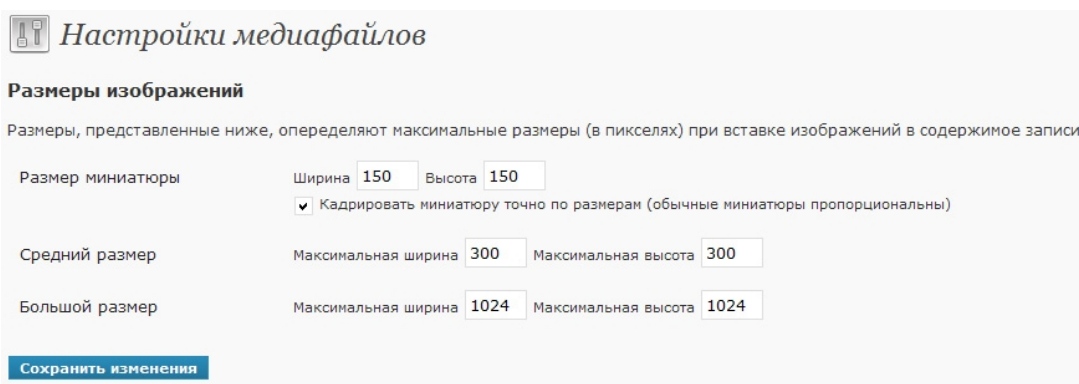 Настройки медиафайлов
Размеры изображений
Размеры, представленные ниже, опеределяют максимальные размеры (в пикселях) при вставке изображений в содержимое записи
Размер миниатюры Ширина 150 Высота 150
Кадрировать миниатюру точно по размерам (обычные миниатюры пропорциональны)
Средний размер Максимальная ширина 300 Максимальная высота 300
Большой размер Максимальная ширина 1024 Максимальная высота 1024
Сохранить изменения